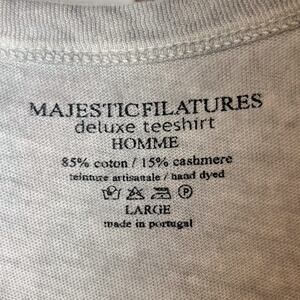 MAJESTICFILATURES
deluxe teeshirt
HOMME
85% coton / 15% cashmere
teinture artisanale / hand dyed
P
LARGE
made in portugal